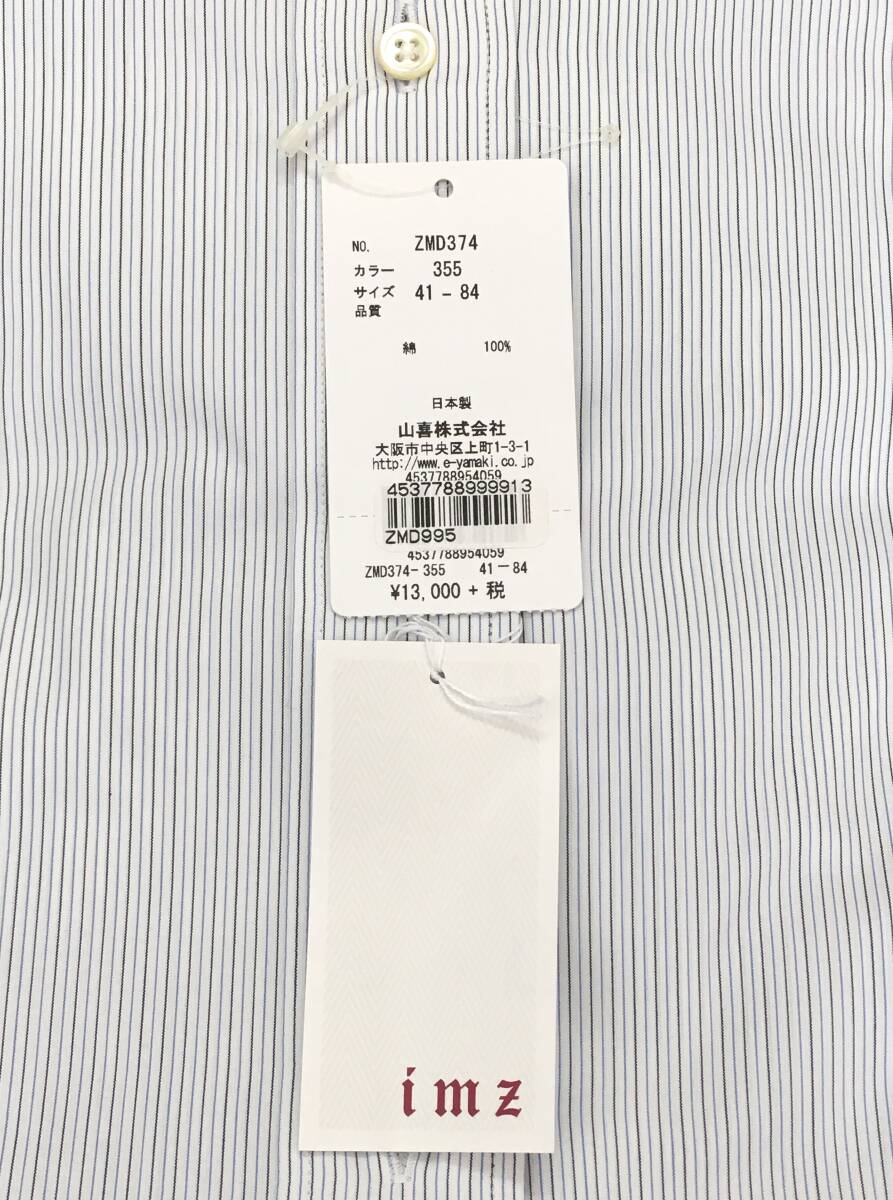 NO. ZMD374
カラー 355
サイズ 41 - 84
品質
綿 100%
日本製
山喜株式会社
大阪市中央区上町1-3-1
http://www.e-yamaki.co.jp
4537788954059
4537788999913
ZMD995
4537788954059
ZMD374-355 41-84
¥13,000 + 税
imz